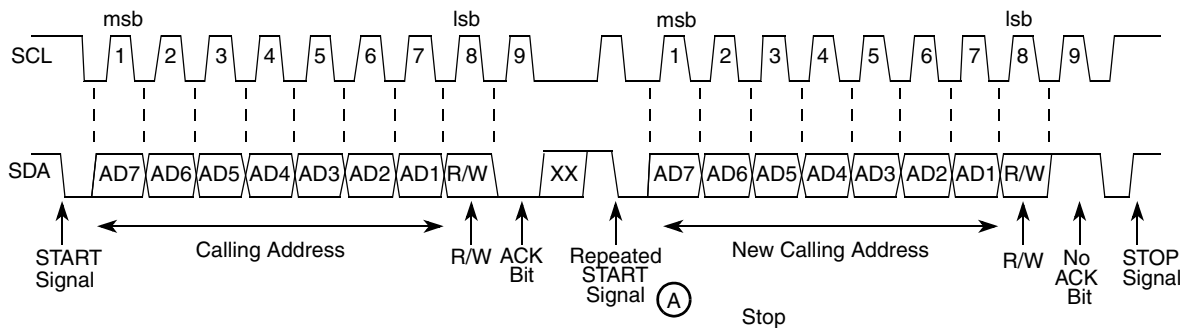 msb lsb msb lsb
SCL 1 2 3 4 5 6 7 8 9 1 2 3 4 5 6 7 8 9
SDA AD7 AD6 AD5 AD4 AD3 AD2 AD1 R/W XX AD7 AD6 AD5 AD4 AD3 AD2 AD1 R/W
START
Signal
Calling Address
R/W
ACK
Bit
Repeated
START
Signal
A
New Calling Address
R/W
No
ACK
Bit
STOP
Signal
Stop